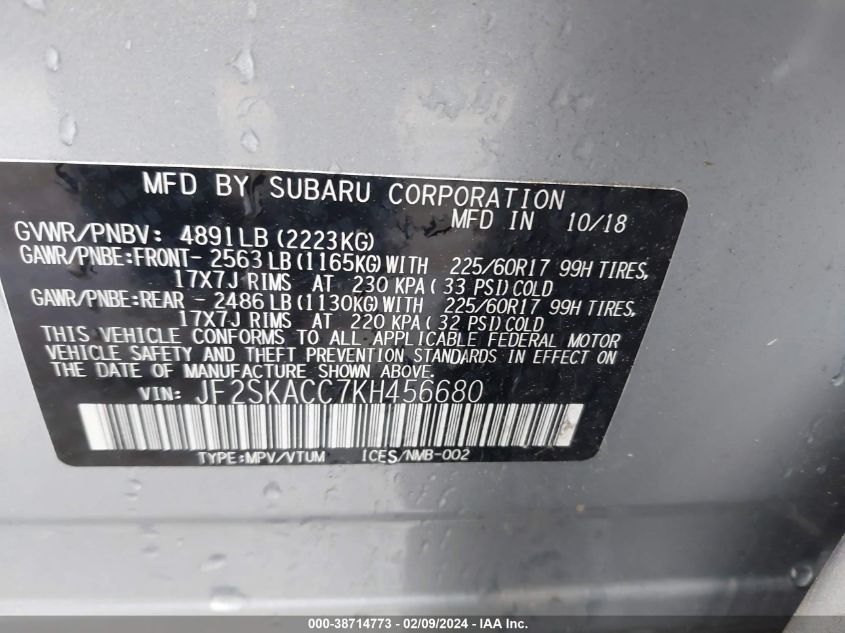 MFD BY SUBARU CORPORATION
MFD IN 10/18
GVWR/PNBV: 4891LB (2223KG)
GAWR/PNBE:FRONT- 2563LB(1165KG)WITH 225/60R17 99H TIRES,
17X7J RIMS AT 230 KPA( 33 PSI)COLD
GAWR/PNBE:REAR - 2486LB(1130KG)WITH 225/60R17 99H TIRES,
17X7J RIMS AT 220 KPA( 32 PSI)COLD
THIS VEHICLE CONFORMS TO ALL APPLICABLE FEDERAL MOTOR
VEHICLE SAFETY AND THEFT PREVENTION STANDARDS IN EFFECT ON
THE DATE OF MANUFACTURE SHOWN ABOVE.
VIN: JF2SKACC7KH456680
TYPE:MPV/VTUM ICES/NMB-002
000-38714773 - 02/09/2024 - IAA Inc.